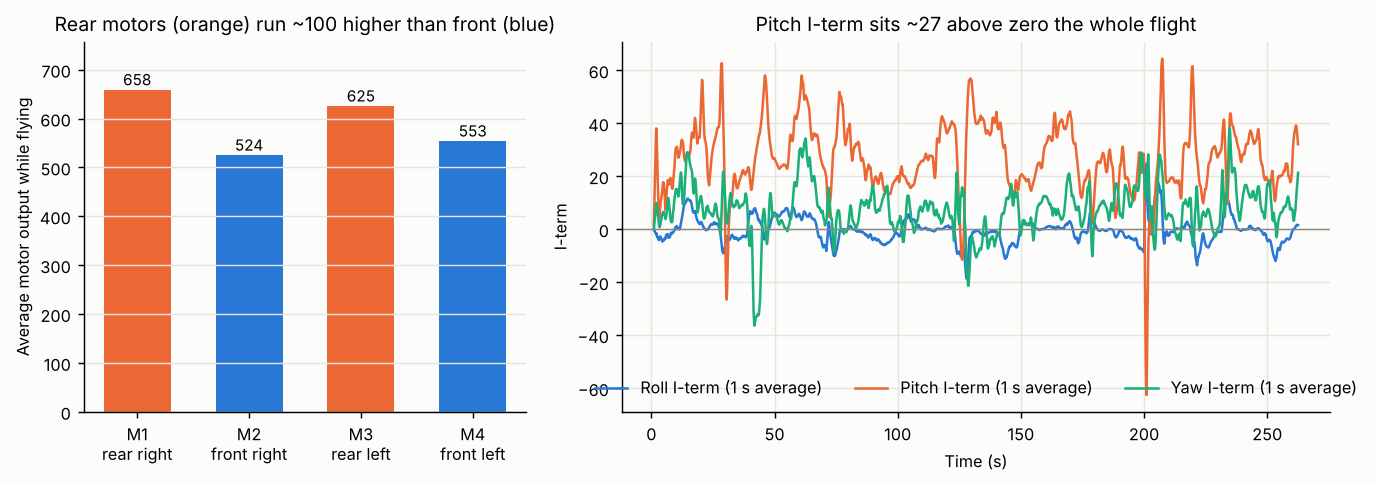 Rear motors (orange) run ~100 higher than front (blue)
Average motor output while flying
700
600
500
400
300
200
100
0
658
524
625
553
M1
rear right
M2
front right
M3
rear left
M4
front left
Pitch I-term sits ~27 above zero the whole flight
I-term
60
40
20
0
−20
−40
−60
Roll I-term (1 s average)
Pitch I-term (1 s average)
Yaw I-term (1 s average)
0
50
100
150
200
250
Time (s)